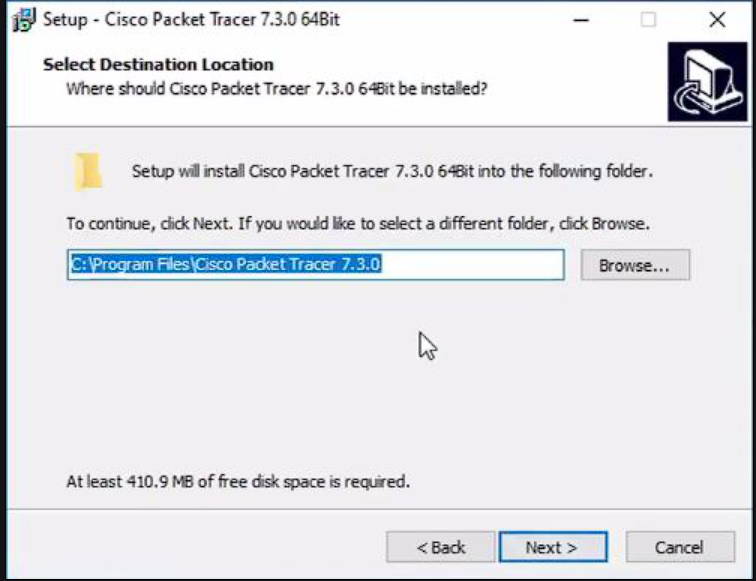 Setup - Cisco Packet Tracer 7.3.0 64Bit
Select Destination Location
Where should Cisco Packet Tracer 7.3.0 64Bit be installed?
Setup will install Cisco Packet Tracer 7.3.0 64Bit into the following folder.
To continue, click Next. If you would like to select a different folder, click Browse.
C:\Program Files\Cisco Packet Tracer 7.3.0
Browse...
At least 410.9 MB of free disk space is required.
< Back
Next >
Cancel